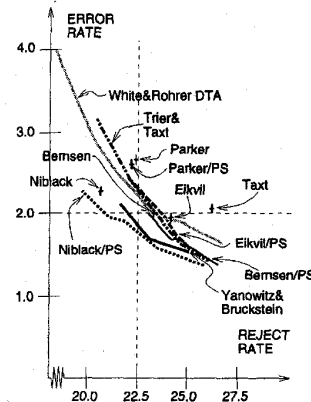 ERROR
RATE
4.0
White&Rohrer DTA
Trier&
Taxt
3.0
Parker
Parker/PS
Bernsen
Eikvil
Niblack
Taxt
2.0
Eikvil/PS
Niblack/PS
Bernsen/PS
Yanowitz&
Bruckstein
1.0
REJECT
RATE
20.0 22.5 25.0 27.5